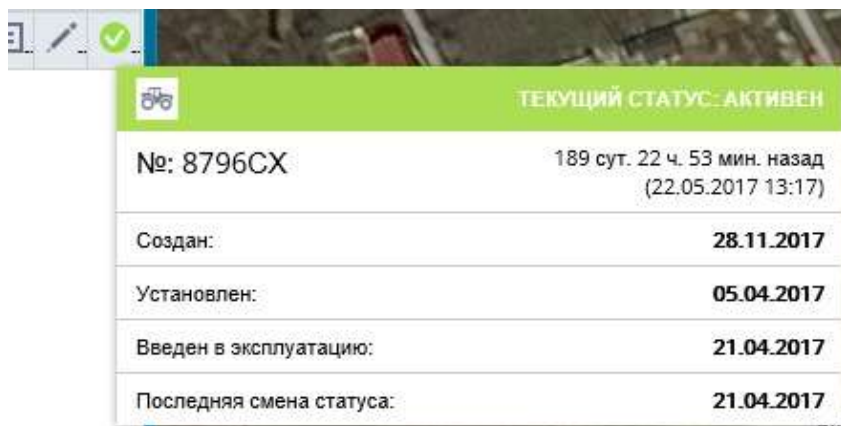 ТЕКУЩИЙ СТАТУС: АКТИВЕН
№: 8796СХ
189 сут. 22 ч. 53 мин. назад
(22.05.2017 13:17)
Создан: 28.11.2017
Установлен: 05.04.2017
Введен в эксплуатацию: 21.04.2017
Последняя смена статуса: 21.04.2017